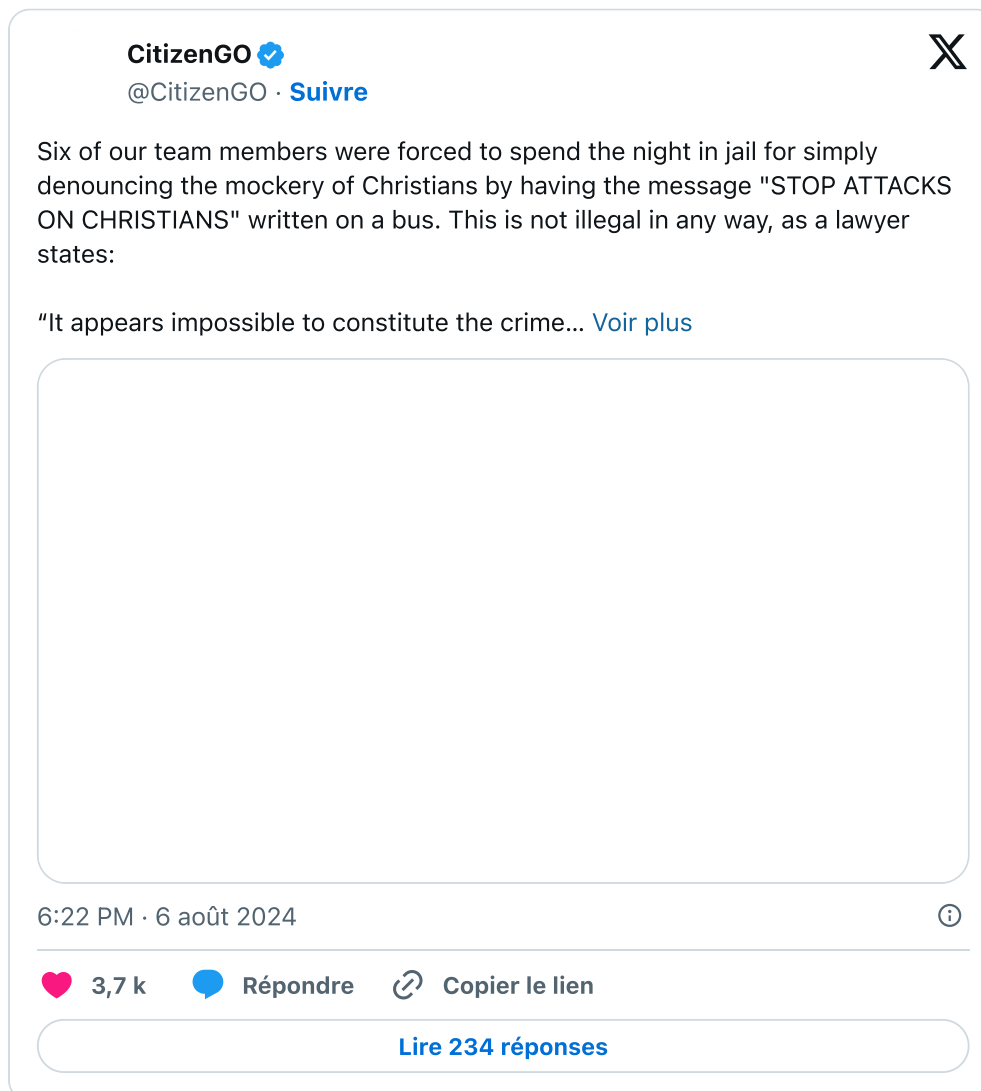 CitizenGO
@CitizenGO · Suivre
Six of our team members were forced to spend the night in jail for simply
denouncing the mockery of Christians by having the message "STOP ATTACKS
ON CHRISTIANS" written on a bus. This is not illegal in any way, as a lawyer
states:
“It appears impossible to constitute the crime... Voir plus
6:22 PM · 6 août 2024
3,7 k Répondre Copier le lien
Lire 234 réponses